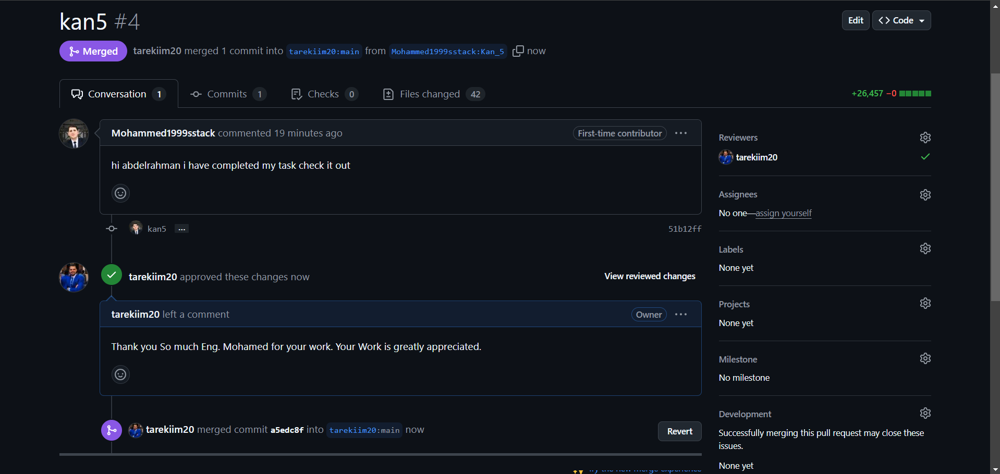 kan5 #4
Edit
Code
Merged
tarekiim20 merged 1 commit into tarekiim20:main from Mohammed1999sstack:Kan_5 now
Conversation 1
Commits 1
Checks 0
Files changed 42
+26,457 −0
Mohammed1999sstack commented 19 minutes ago
First-time contributor
hi abdelrahman i have completed my task check it out
kan5 ...
51b12ff
tarekiim20 approved these changes now
View reviewed changes
tarekiim20 left a comment
Owner
Thank you So much Eng. Mohamed for your work. Your Work is greatly appreciated.
tarekiim20 merged commit a5edc8f into tarekiim20:main now
Revert
Try the new merge experience
Reviewers
tarekiim20
Assignees
No one—assign yourself
Labels
None yet
Projects
None yet
Milestone
No milestone
Development
Successfully merging this pull request may close these
issues.
None yet